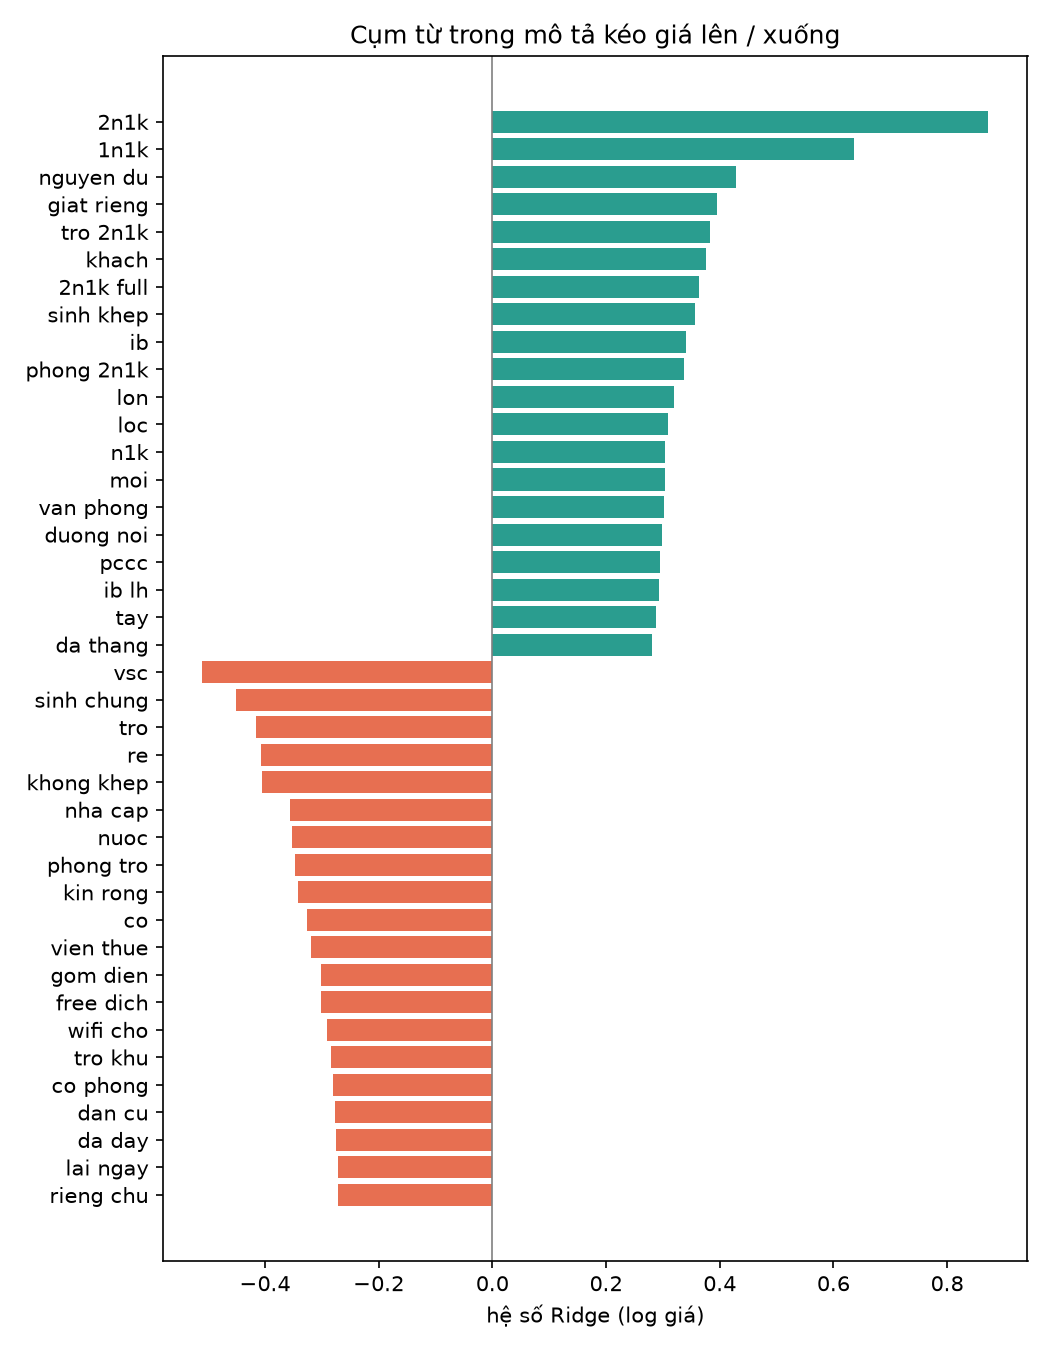 Cụm từ trong mô tả kéo giá lên / xuống
2n1k
1n1k
nguyen du
giat rieng
tro 2n1k
khach
2n1k full
sinh khep
ib
phong 2n1k
lon
loc
n1k
moi
van phong
duong noi
pccc
ib lh
tay
da thang
vsc
sinh chung
tro
re
khong khep
nha cap
nuoc
phong tro
kin rong
co
vien thue
gom dien
free dich
wifi cho
tro khu
co phong
dan cu
da day
lai ngay
rieng chu
−0.4 −0.2 0.0 0.2 0.4 0.6 0.8
hệ số Ridge (log giá)